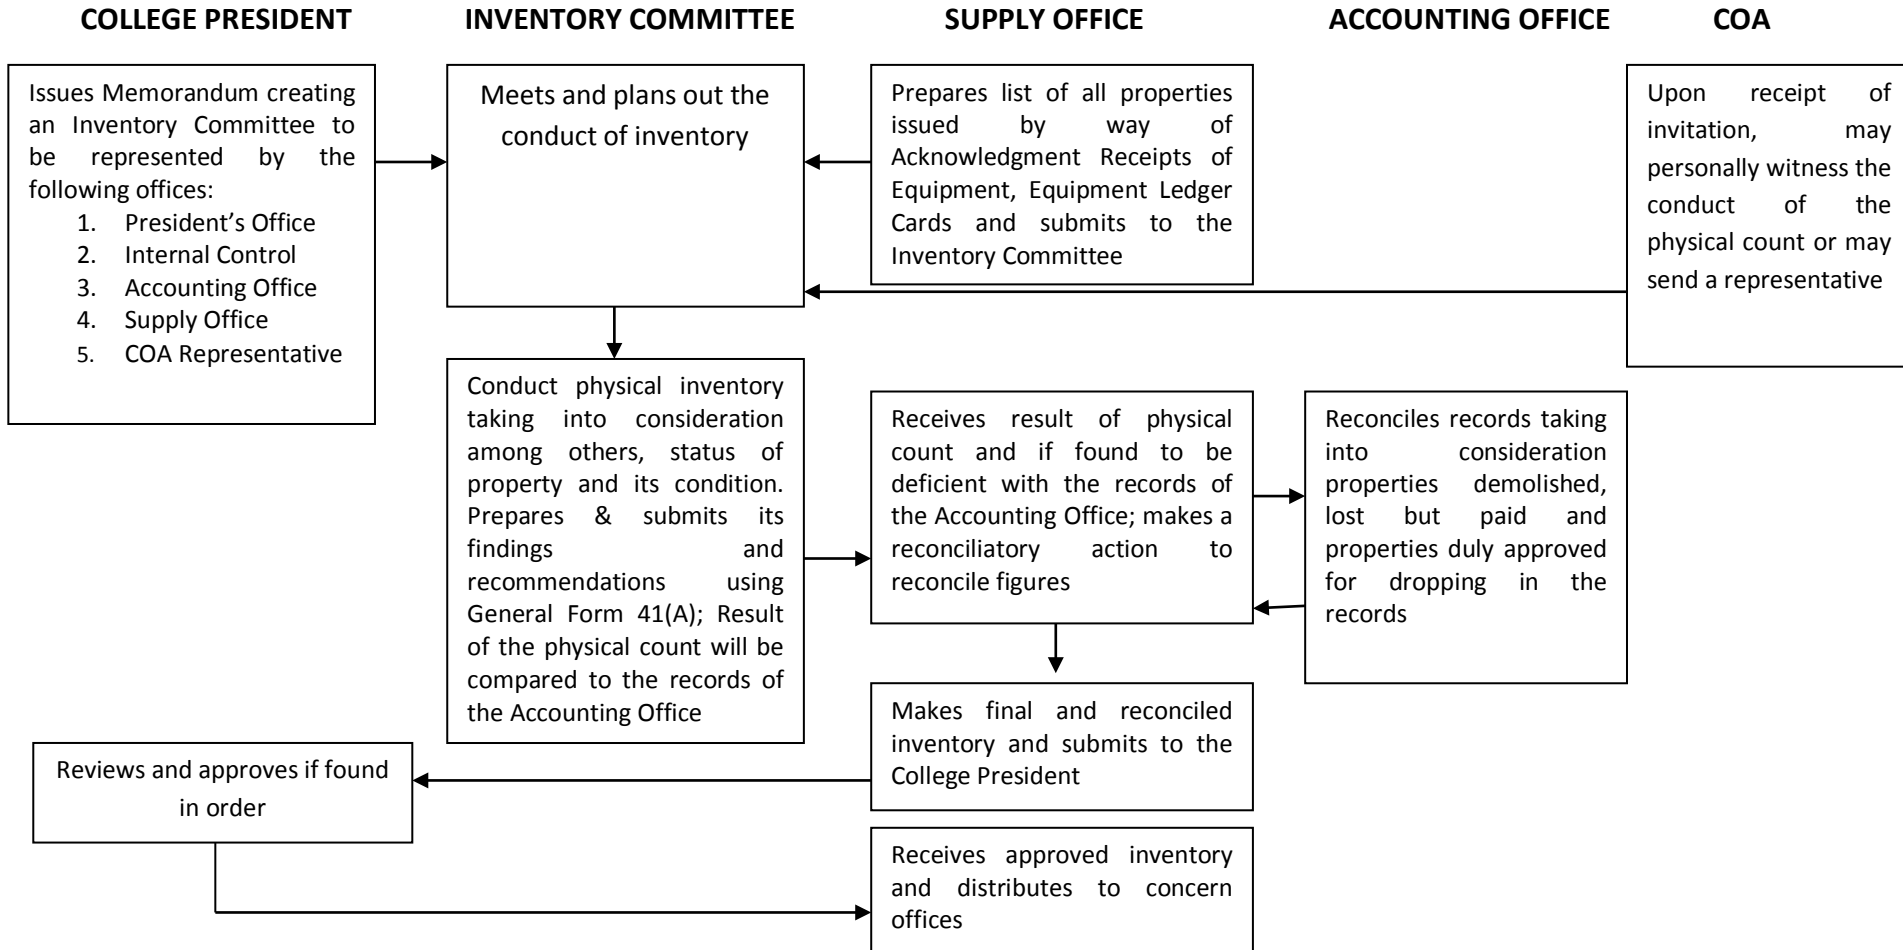 COLLEGE PRESIDENT
INVENTORY COMMITTEE
SUPPLY OFFICE
ACCOUNTING OFFICE
COA
Issues Memorandum creating
an Inventory Committee to
be represented by the
following offices:
1. President's Office
2. Internal Control
3. Accounting Office
4. Supply Office
5. COA Representative
Meets and plans out the
conduct of inventory
Prepares list of all properties
issued by way of
Acknowledgment Receipts of
Equipment, Equipment Ledger
Cards and submits to the
Inventory Committee
Upon receipt of
invitation, may
personally witness the
conduct of the
physical count or may
send a representative
Conduct physical inventory
taking into consideration
among others, status of
property and its condition.
Prepares & submits its
findings and
recommendations using
General Form 41(A); Result
of the physical count will be
compared to the records of
the Accounting Office
Receives result of physical
count and if found to be
deficient with the records of
the Accounting Office; makes a
reconciliatory action to
reconcile figures
Reconciles records taking
into consideration
properties demolished,
lost but paid and
properties duly approved
for dropping in the
records
Makes final and reconciled
inventory and submits to the
College President
Reviews and approves if found
in order
Receives approved inventory
and distributes to concern
offices